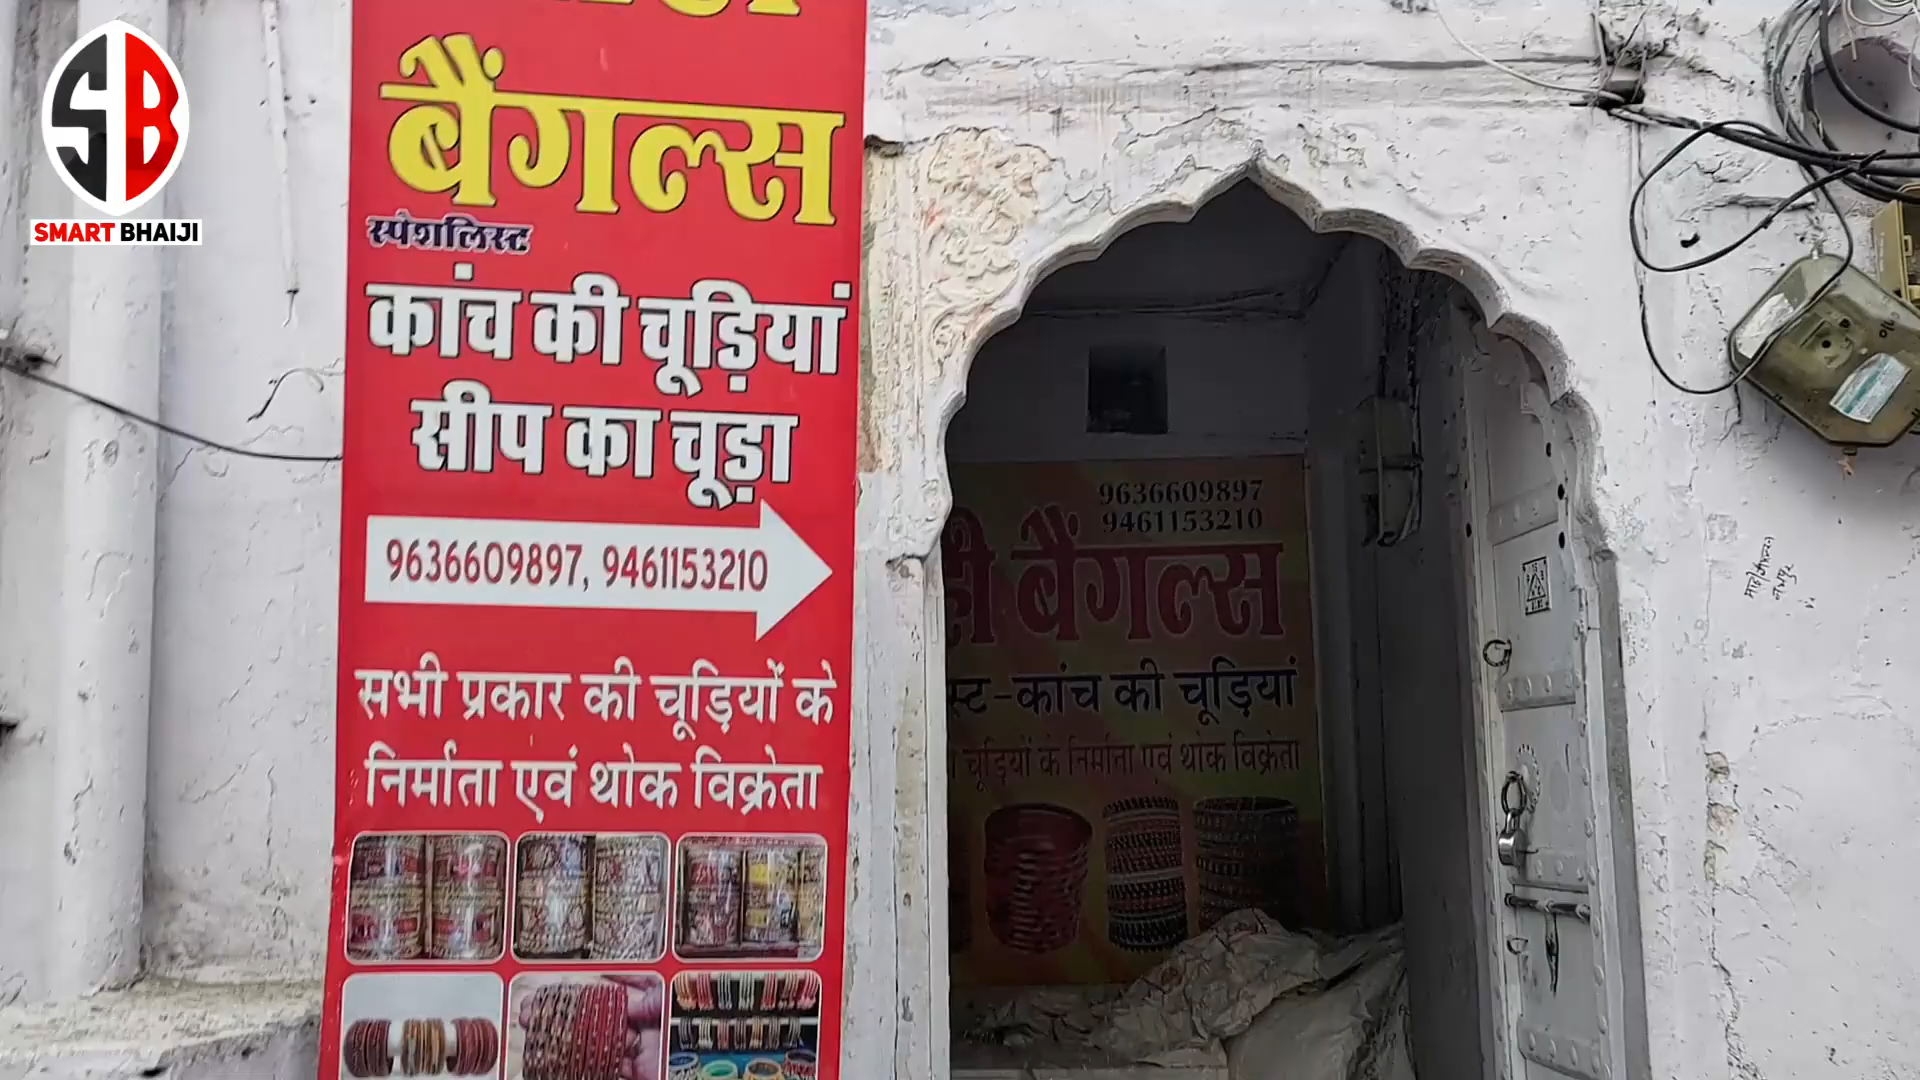 SB
SMART BHAIJI
बैंगल्स
स्पेशलिस्ट
कांच की चूड़ियां
सीप का चूड़ा
9636609897, 9461153210
सभी प्रकार की चूड़ियों के
निर्माता एवं थोक विक्रेता
9636609897
9461153210
बैंगल्स
कांच की चूड़ियां
चूड़ियों के निर्माता एवं थोक विक्रेता